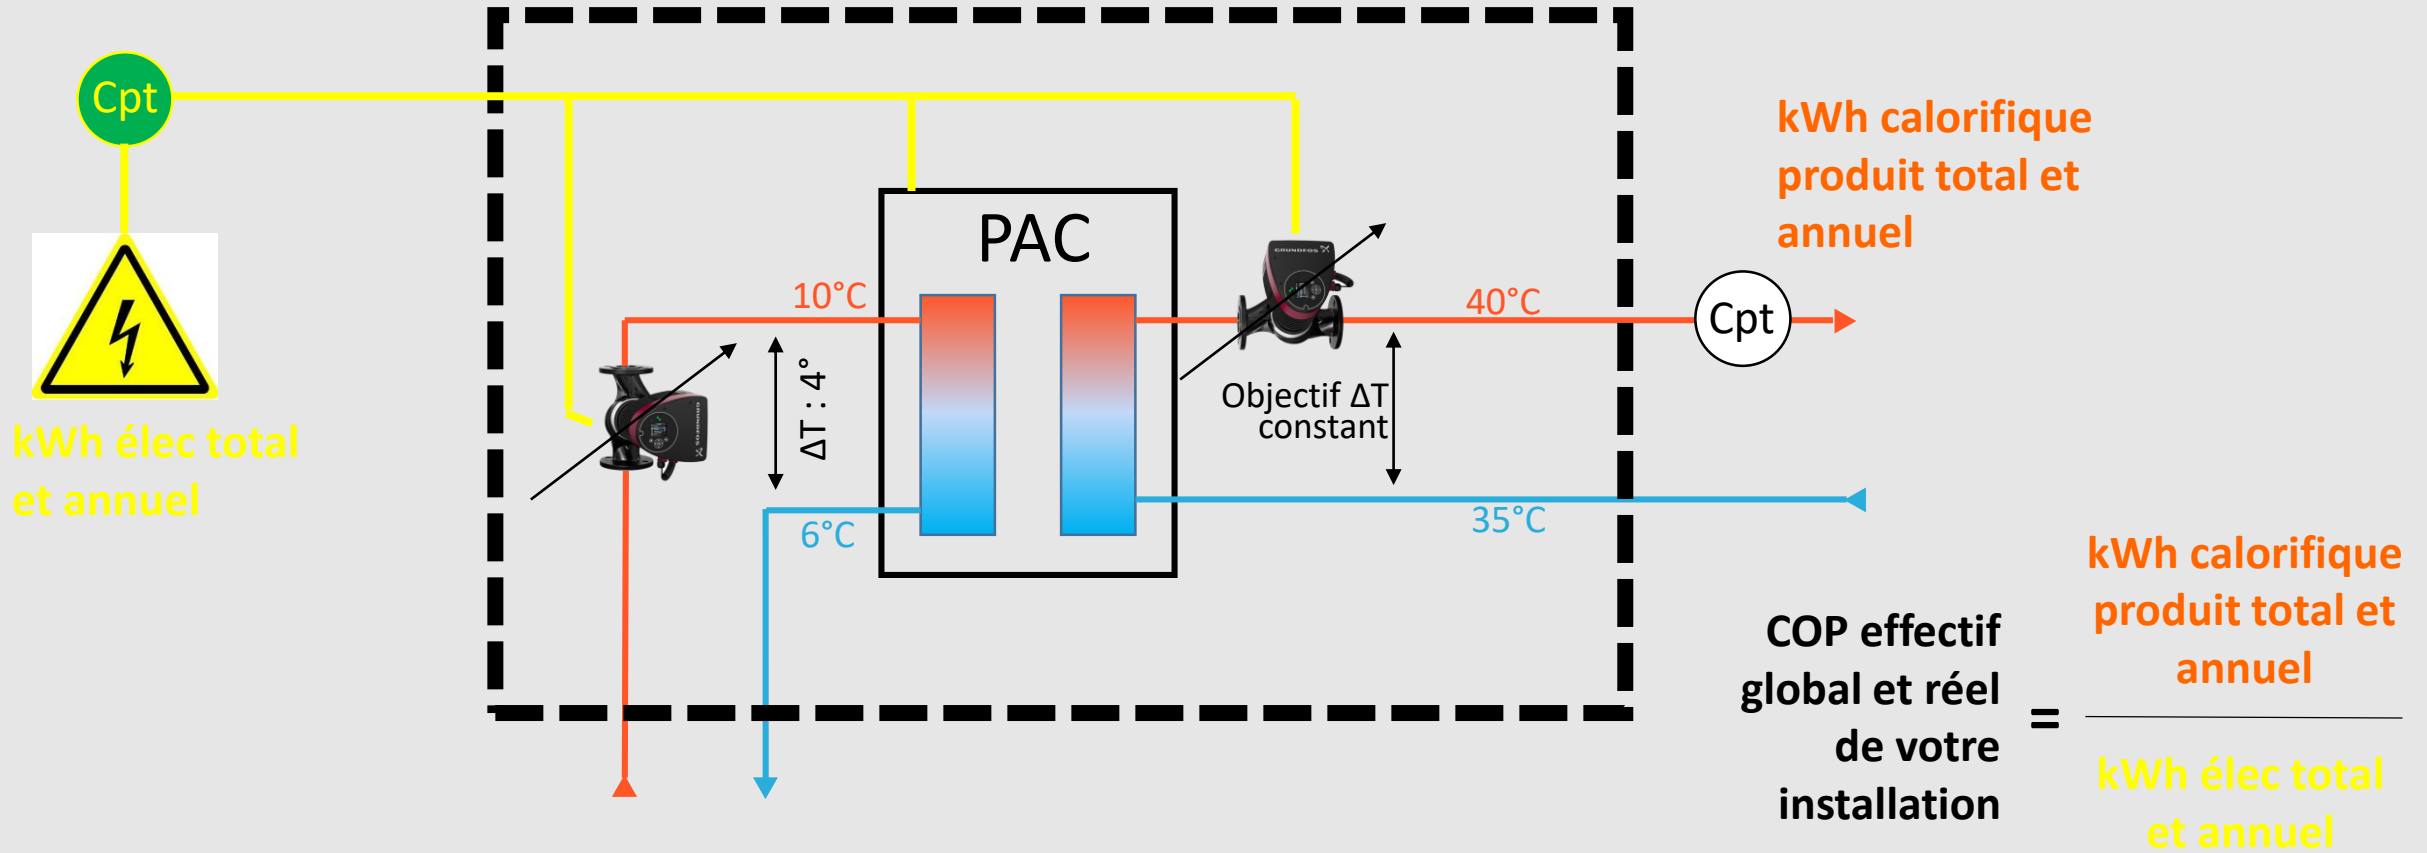 Cpt
kWh élec total
et annuel
PAC
GRUNDFOS
10°C
ΔT : 4°
6°C
GRUNDFOS
40°C
Objectif ΔT
constant
35°C
kWh calorifique
produit total et
annuel
Cpt
COP effectif
global et réel
de votre
installation
=
kWh calorifique
produit total et
annuel
kWh élec total
et annuel